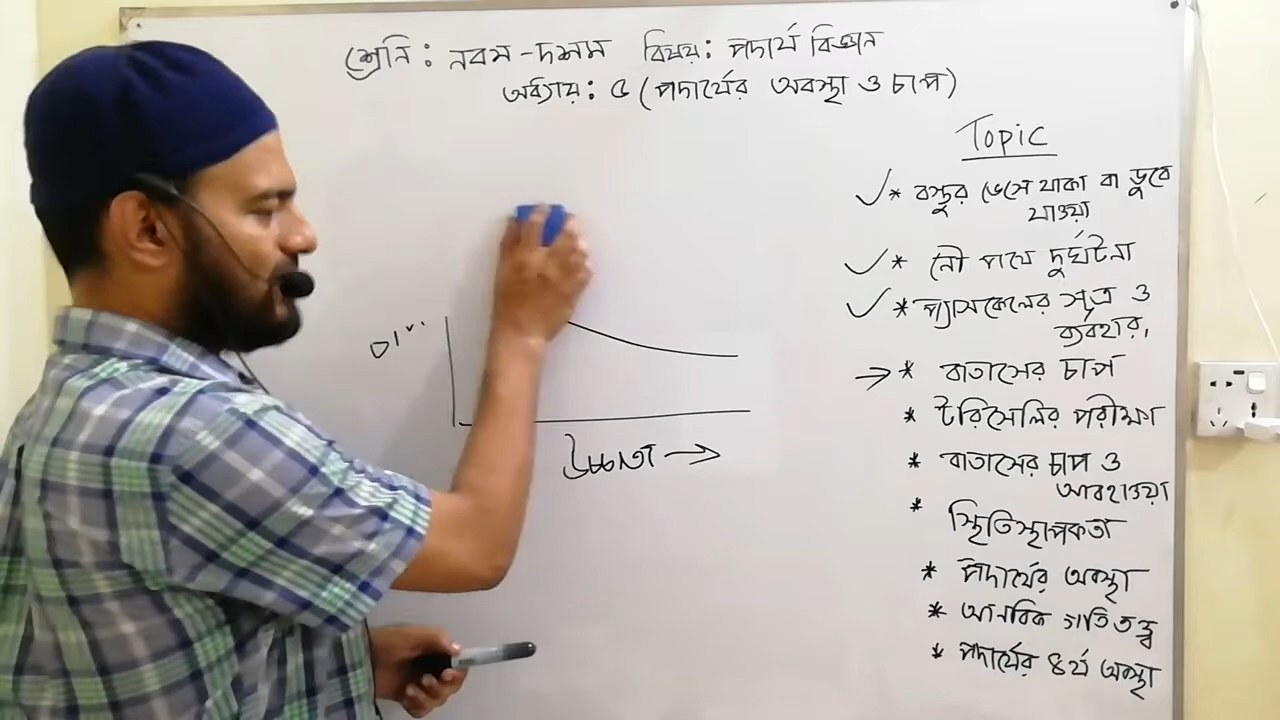 শ্রেনি : নবম - দশম বিষয় : পদার্থ বিজ্ঞান
অধ্যায় : ৫ (পদার্থের অবস্থা ও চাপ)
Topic
✓ * বস্তুর ভেসে থাকা বা ডুবে
যাওয়া
✓ * নৌ পথে দুর্ঘটনা
✓ * প্যাসকেলের সূত্র ও
ব্যবহার,
→ * বাতাসের চাপ
* টরিসেলির পরীক্ষা
* বাতাসের চাপ ও
আবহাওয়া
* স্থিতিস্থাপকতা
* পদার্থের অবস্থা
* আনবিক গতিতত্ত্ব
* পদার্থের ৪র্থ অবস্থা
উচ্চতা →